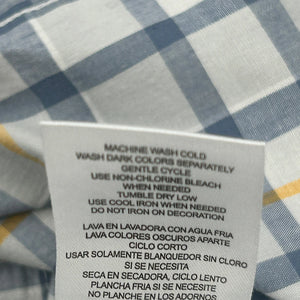 MACHINE WASH COLD
WASH DARK COLORS SEPARATELY
GENTLE CYCLE
USE NON-CHLORINE BLEACH
WHEN NEEDED
TUMBLE DRY LOW
USE COOL IRON WHEN NEEDED
DO NOT IRON ON DECORATION
LAVA EN LAVADORA CON AGUA FRIA
LAVA COLORES OSCUROS APARTE
CICLO CORTO
USAR SOLAMENTE BLANQUEDOR SIN CLORO
SI SE NECESITA
SECA EN SECADORA, CICLO LENTO
PLANCHA FRIA SI SE NECESITA
NO PLANCHE EN LOS ADORNOS